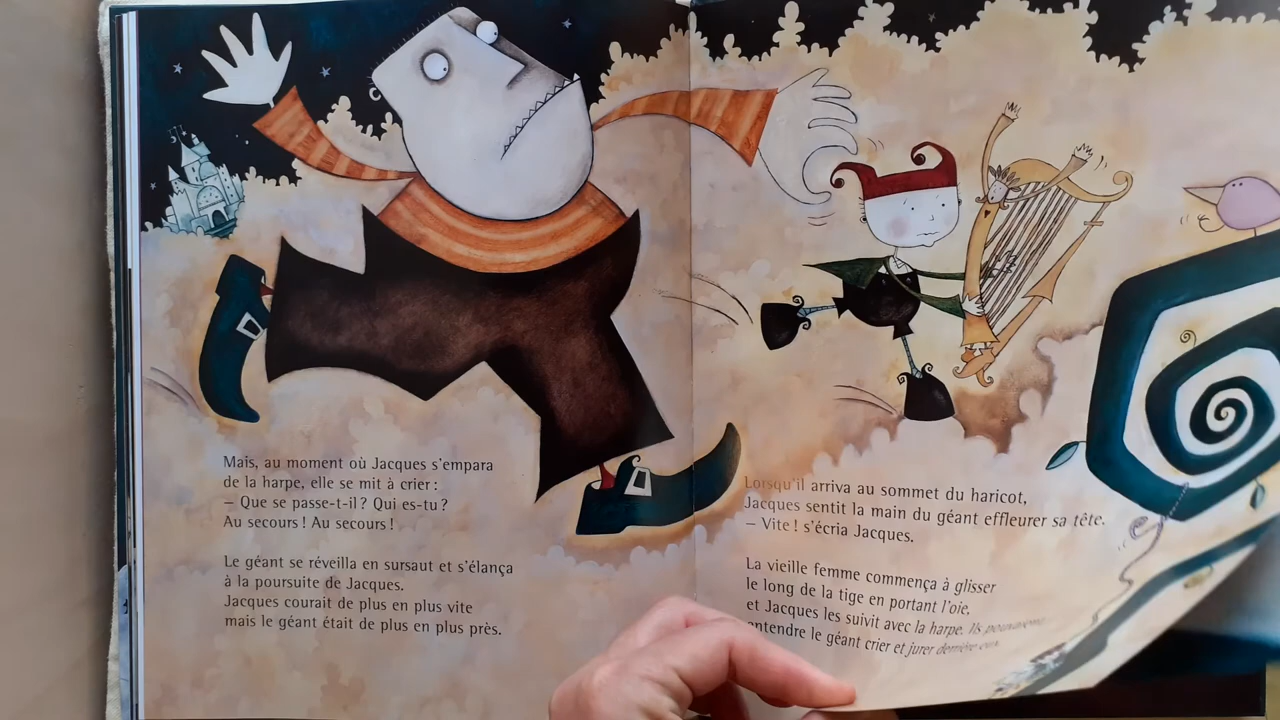 Mais, au moment où Jacques s'empara
de la harpe, elle se mit à crier :
– Que se passe-t-il ? Qui es-tu ?
Au secours ! Au secours !
Le géant se réveilla en sursaut et s'élança
à la poursuite de Jacques.
Jacques courait de plus en plus vite
mais le géant était de plus en plus près.
Lorsqu'il arriva au sommet du haricot,
Jacques sentit la main du géant effleurer sa tête.
– Vite ! s'écria Jacques.
La vieille femme commença à glisser
le long de la tige en portant l'oie,
et Jacques les suivit avec la harpe. Ils pouvaient
entendre le géant crier et jurer derrière eux.